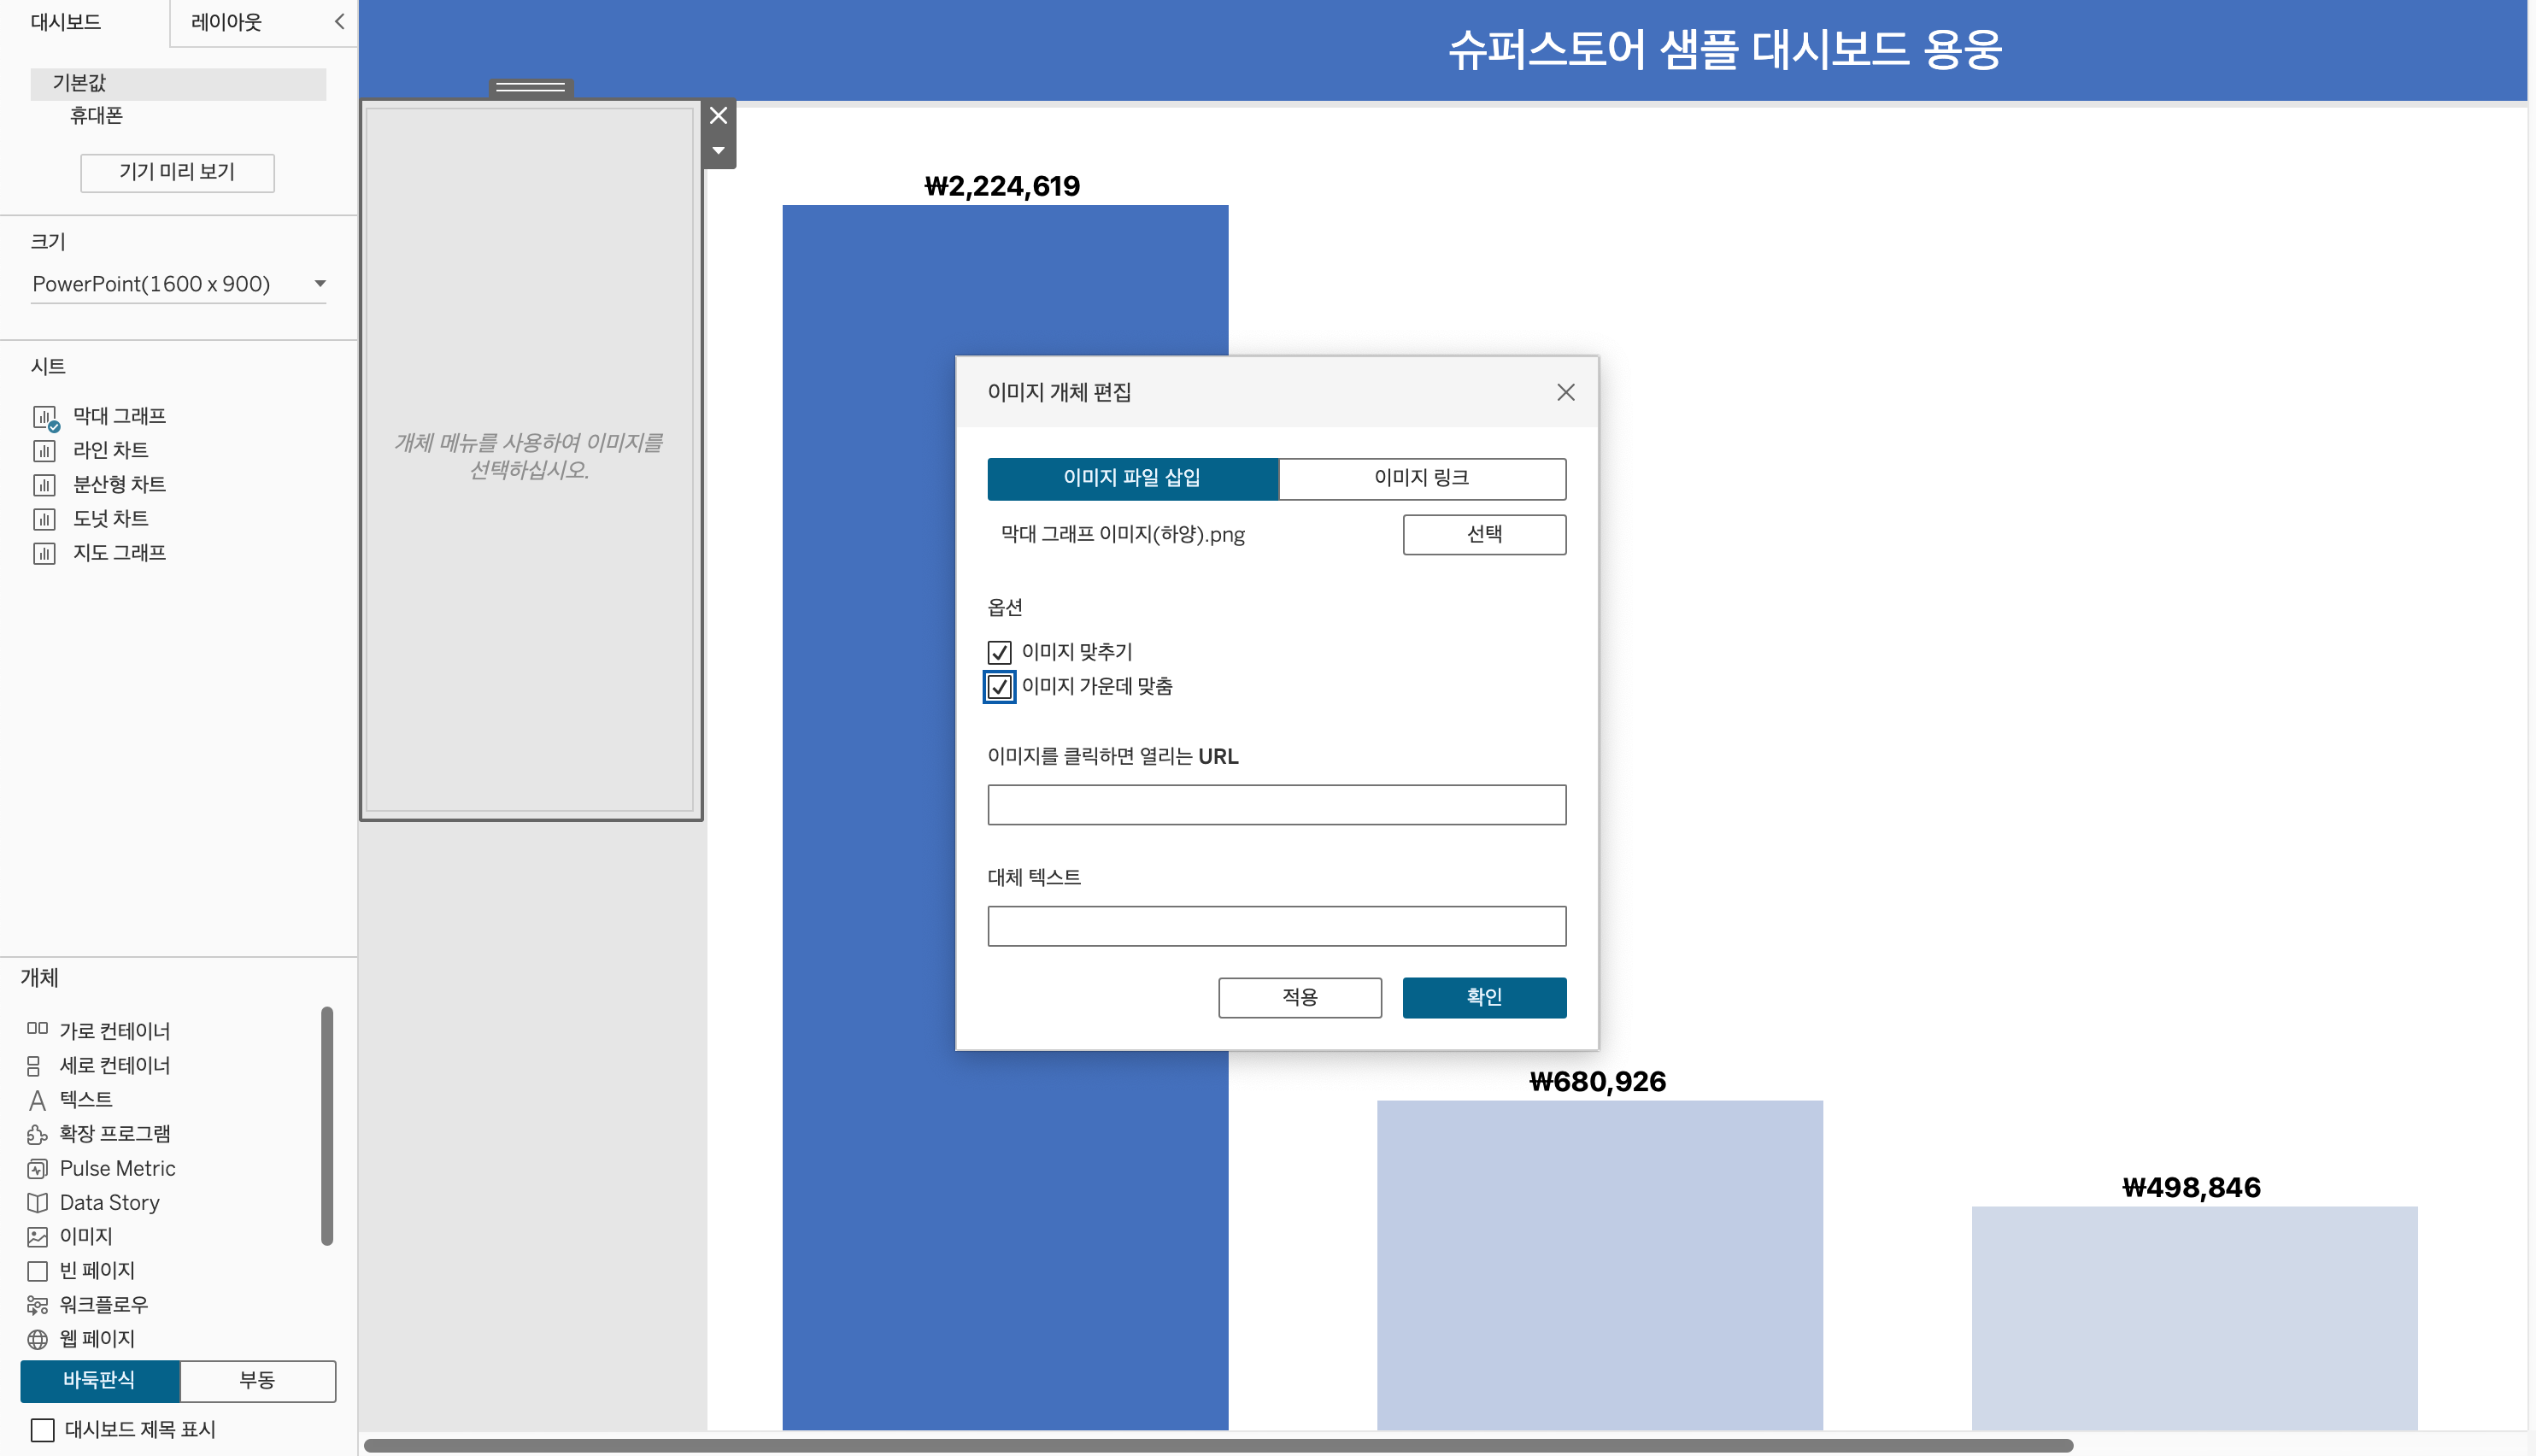 대시보드
레이아웃
기본값
휴대폰
기기 미리 보기
크기
PowerPoint(1600 x 900)
시트
막대 그래프
라인 차트
분산형 차트
도넛 차트
지도 그래프
개체
가로 컨테이너
세로 컨테이너
텍스트
확장 프로그램
Pulse Metric
Data Story
이미지
빈 페이지
워크플로우
웹 페이지
바둑판식
부동
대시보드 제목 표시
슈퍼스토어 샘플 대시보드 용웅
개체 메뉴를 사용하여 이미지를
선택하십시오.
₩2,224,619
이미지 개체 편집
이미지 파일 삽입
이미지 링크
막대 그래프 이미지(하양).png
선택
옵션
이미지 맞추기
이미지 가운데 맞춤
이미지를 클릭하면 열리는 URL
대체 텍스트
적용
확인
₩680,926
₩498,846